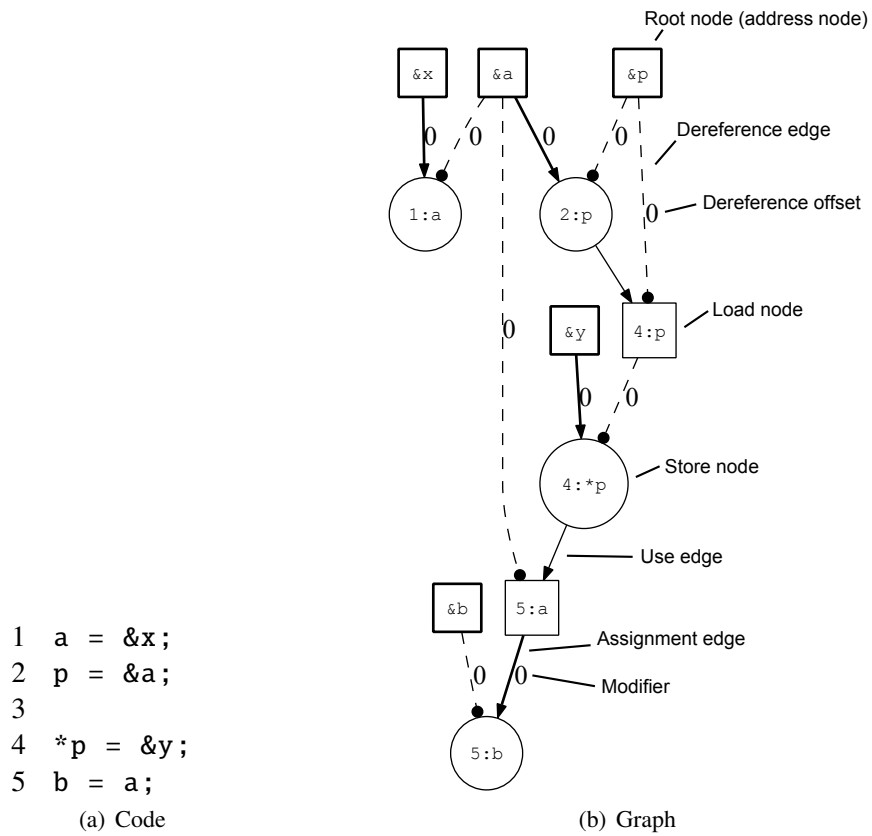 Root node (address node)
&x
&a
&p
0
0
0
0
Dereference edge
1:a
2:p
0
Dereference offset
&y
4:p
Load node
0
0
0
4:*p
Store node
Use edge
&b
5:a
Assignment edge
0
0
Modifier
5:b
1 a = &x;
2 p = &a;
3
4 *p = &y;
5 b = a;
(a) Code
(b) Graph